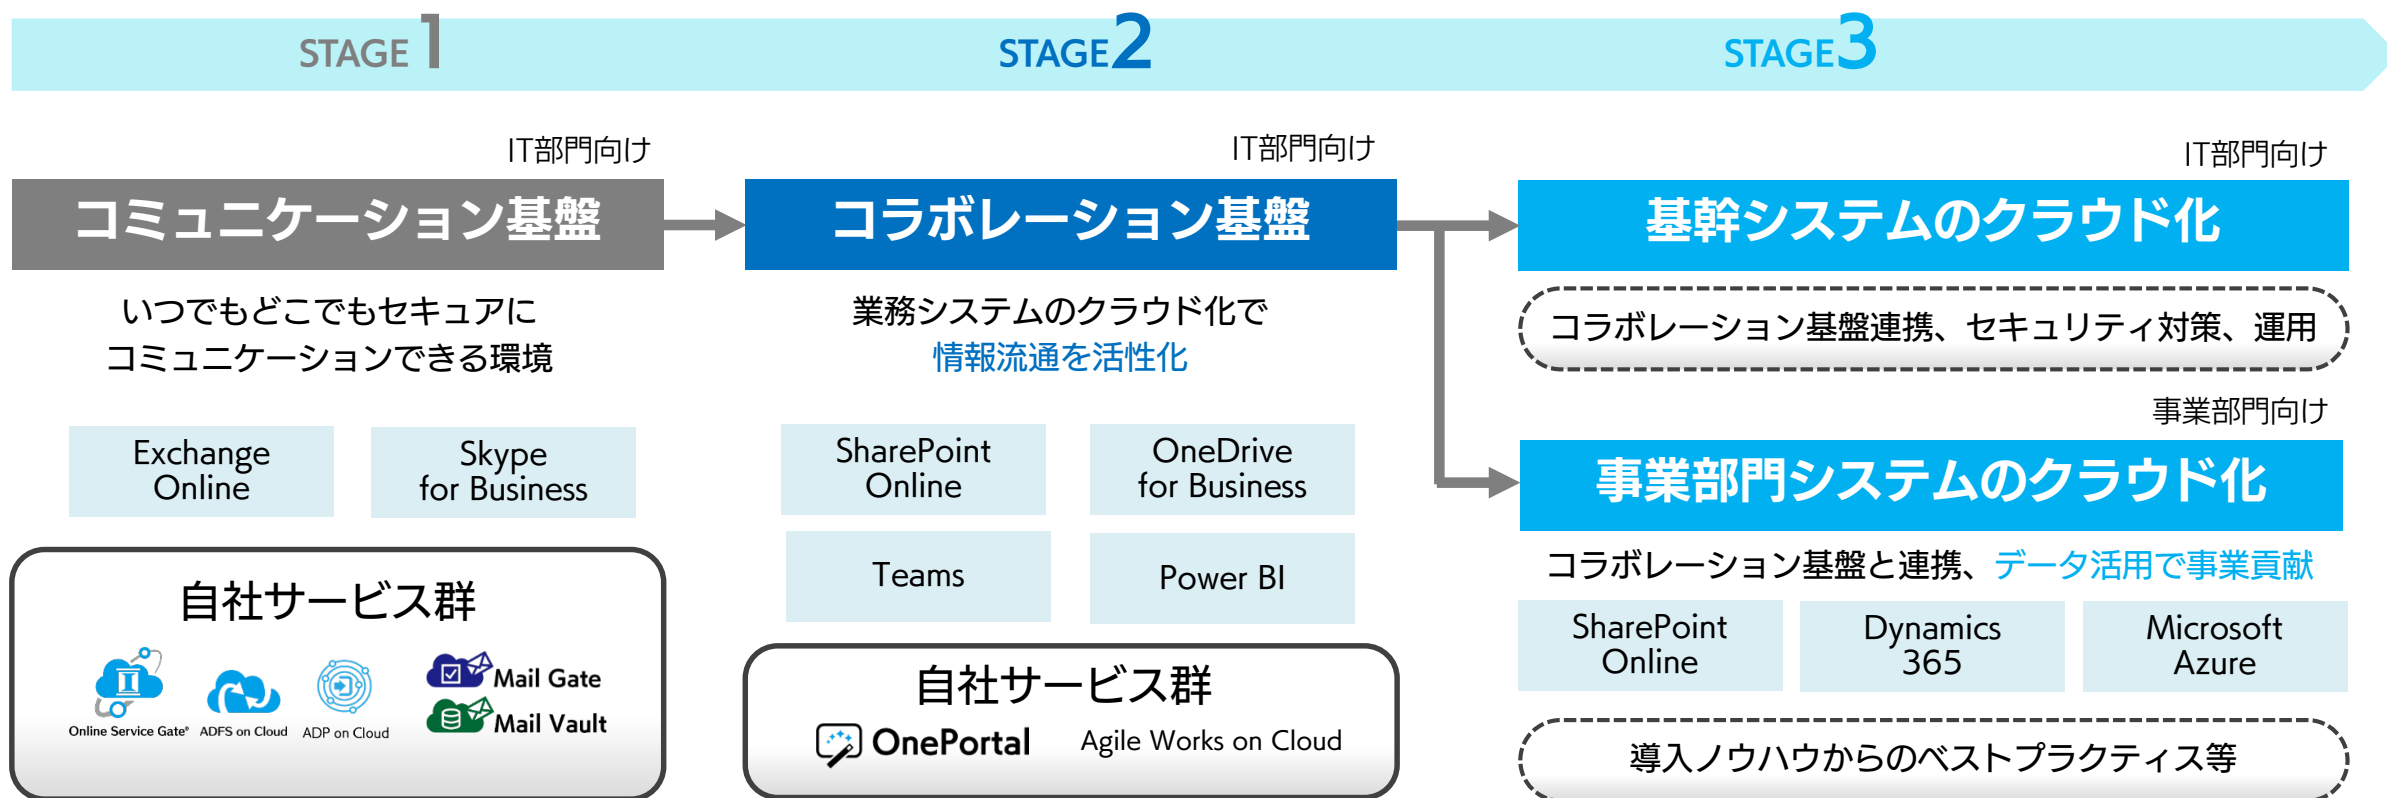 STAGE 1
STAGE 2
STAGE 3
IT部門向け
コミュニケーション基盤
いつでもどこでもセキュアに
コミュニケーションできる環境
Exchange
Online
Skype
for Business
自社サービス群
Online Service Gate®
ADFS on Cloud
ADP on Cloud
Mail Gate
Mail Vault
IT部門向け
コラボレーション基盤
業務システムのクラウド化で
情報流通を活性化
SharePoint
Online
OneDrive
for Business
Teams
Power BI
自社サービス群
OnePortal
Agile Works on Cloud
IT部門向け
基幹システムのクラウド化
コラボレーション基盤連携、セキュリティ対策、運用
事業部門向け
事業部門システムのクラウド化
コラボレーション基盤と連携、データ活用で事業貢献
SharePoint
Online
Dynamics
365
Microsoft
Azure
導入ノウハウからのベストプラクティス等